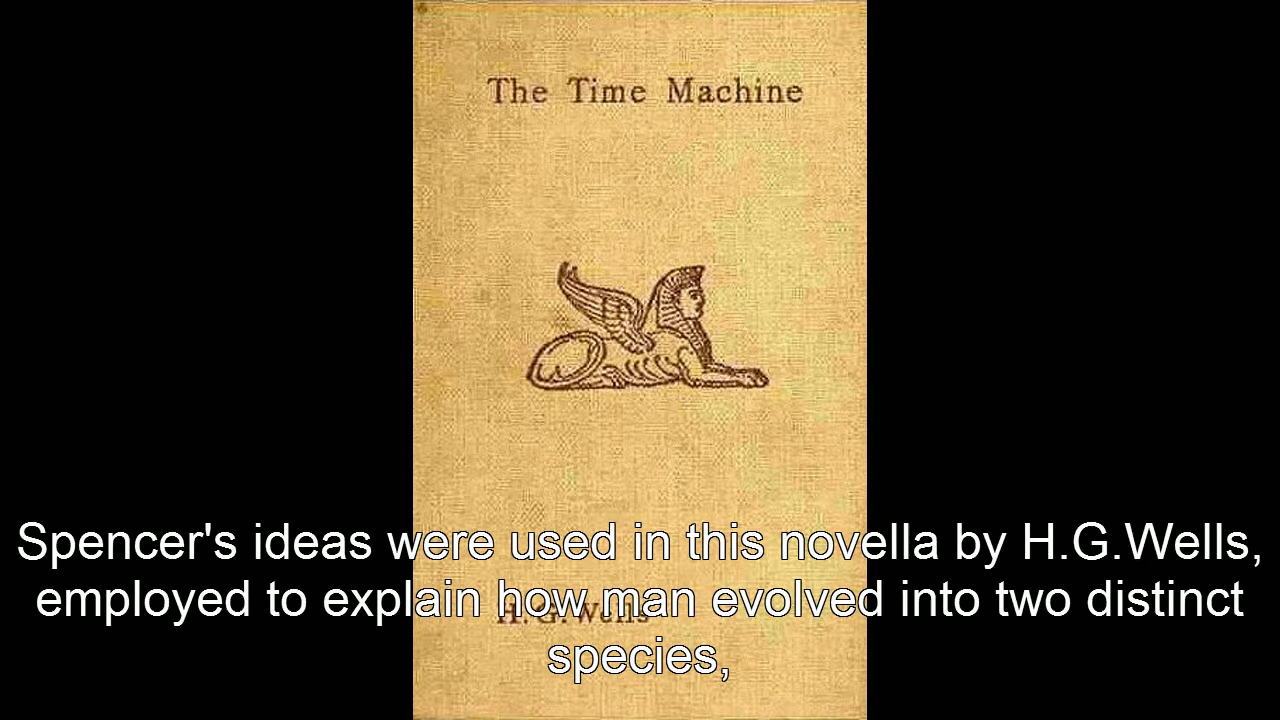 The Time Machine
Spencer's ideas were used in this novella by H.G.Wells,
employed to explain how man evolved into two distinct
H.G.Wells
species,